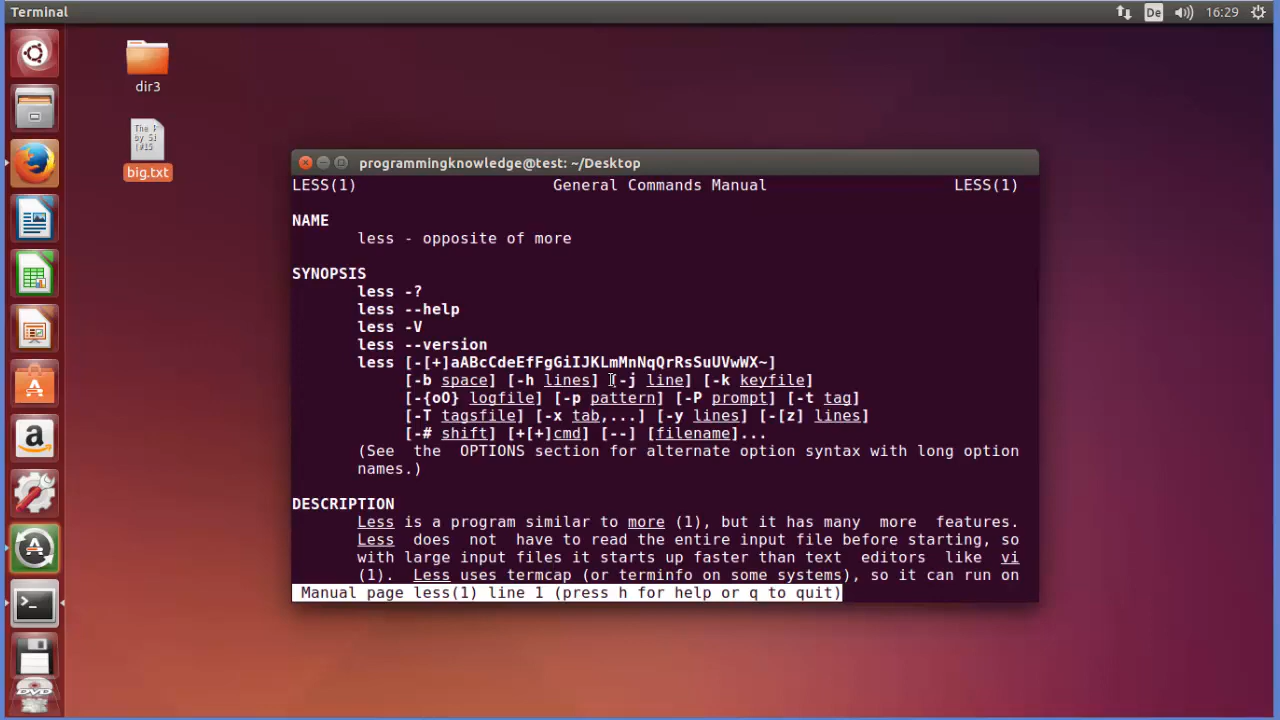 Terminal
De
16:29
dir3
The P
by Si
[#15
big.txt
programmingknowledge@test: ~/Desktop
LESS(1) General Commands Manual LESS(1)
NAME
less - opposite of more
SYNOPSIS
less -?
less --help
less -V
less --version
less [-[+]aABcCdeEfFgGiIJKLmMnNqQrRsSuUVwWX~]
[-b space] [-h lines] [-j line] [-k keyfile]
[-{oO} logfile] [-p pattern] [-P prompt] [-t tag]
[-T tagsfile] [-x tab,...] [-y lines] [-[z] lines]
[-# shift] [+[+]cmd] [--] [filename]...
(See the OPTIONS section for alternate option syntax with long option
names.)
DESCRIPTION
Less is a program similar to more (1), but it has many more features.
Less does not have to read the entire input file before starting, so
with large input files it starts up faster than text editors like vi
(1). Less uses termcap (or terminfo on some systems), so it can run on
Manual page less(1) line 1 (press h for help or q to quit)
DVD